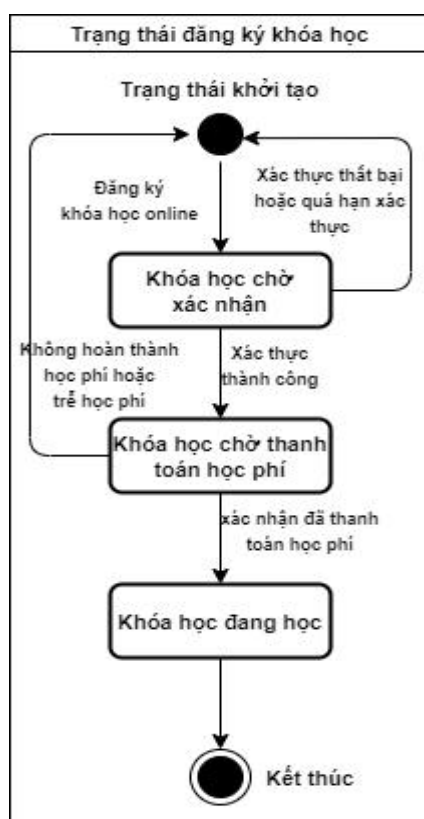 Trạng thái đăng ký khóa học
Trạng thái khởi tạo
Đăng ký
khóa học online
Xác thực thất bại
hoặc quá hạn xác
thực
Khóa học chờ
xác nhận
Không hoàn thành
học phí hoặc
trễ học phí
Xác thực
thành công
Khóa học chờ thanh
toán học phí
xác nhận đã thanh
toán học phí
Khóa học đang học
Kết thúc